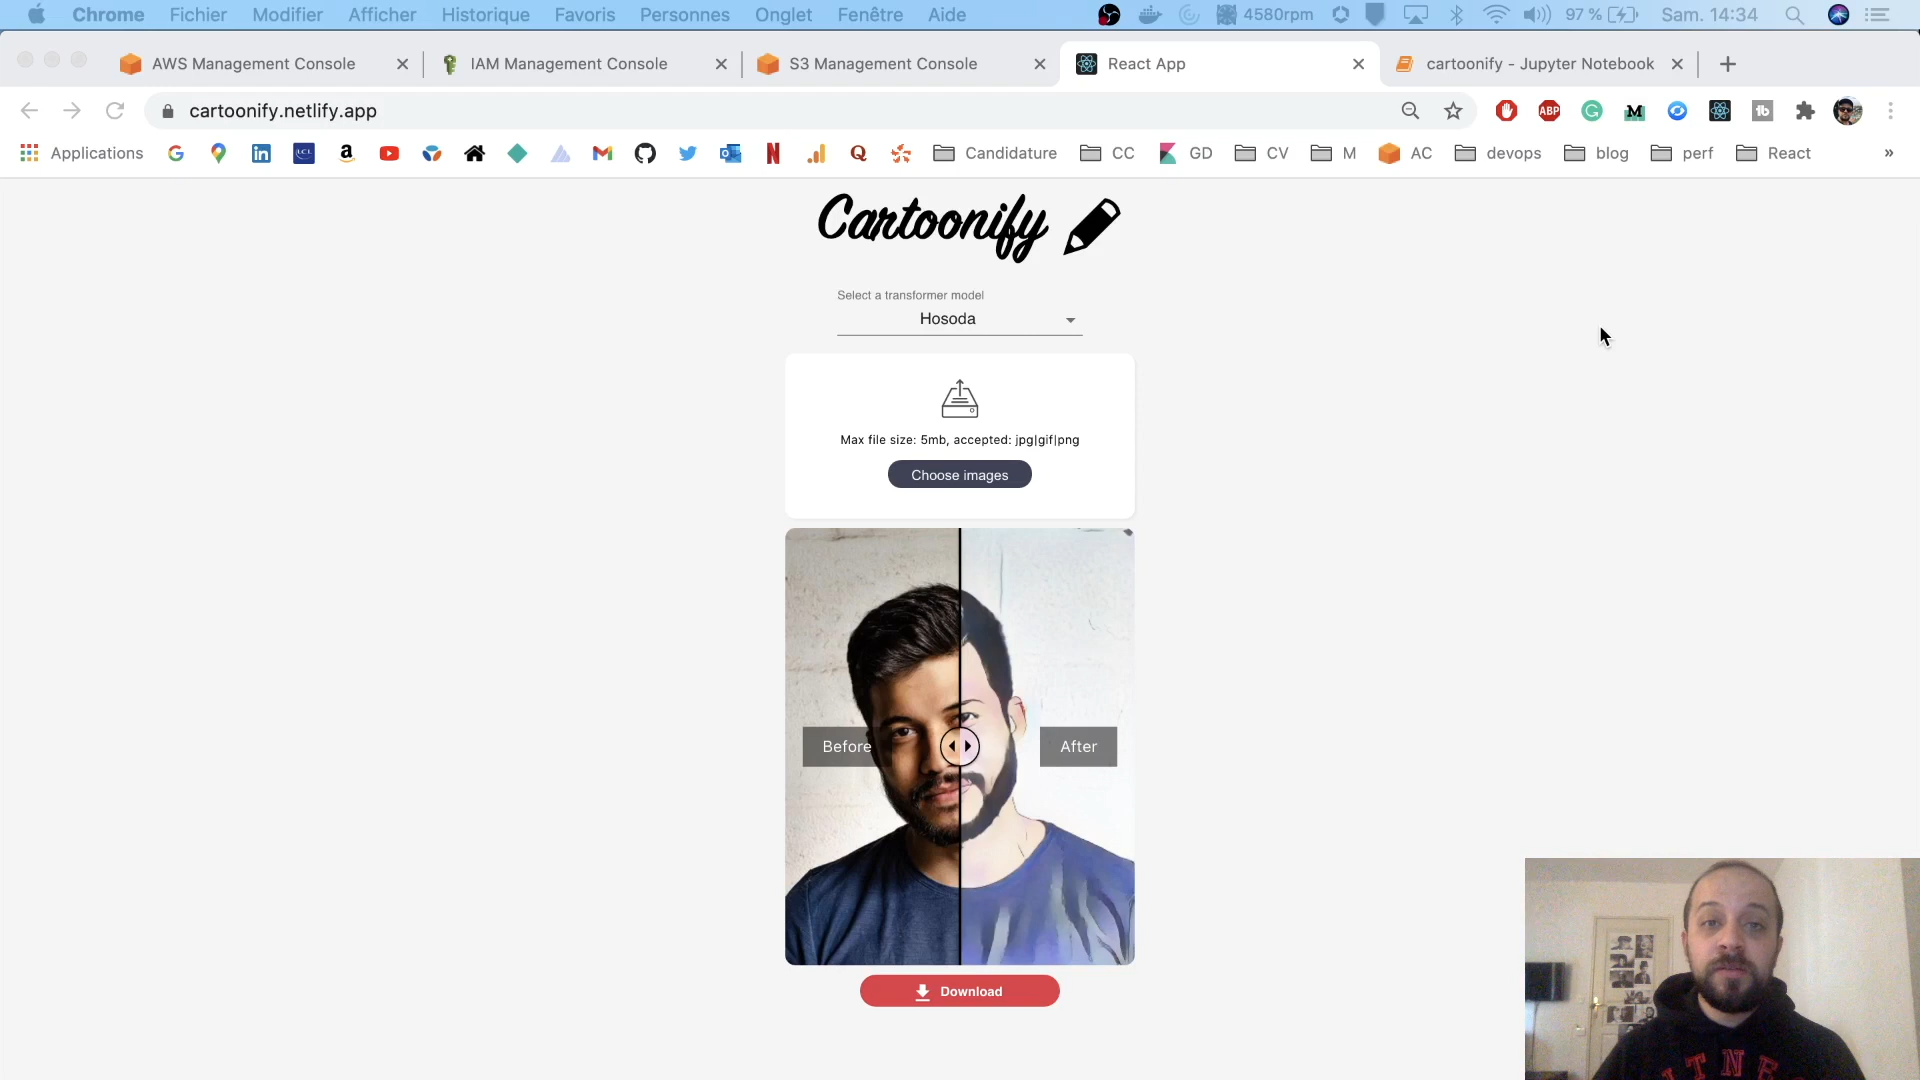 Chrome Fichier Modifier Afficher Historique Favoris Personnes Onglet Fenêtre Aide 4580rpm 97 % Sam. 14:34
AWS Management Console IAM Management Console S3 Management Console React App cartoonify - Jupyter Notebook
cartoonify.netlify.app ABP M
Applications LCL Candidature CC GD CV M AC devops blog perf React »
Cartoonify
Select a transformer model
Hosoda
Max file size: 5mb, accepted: jpg|gif|png
Choose images
Before After
Download